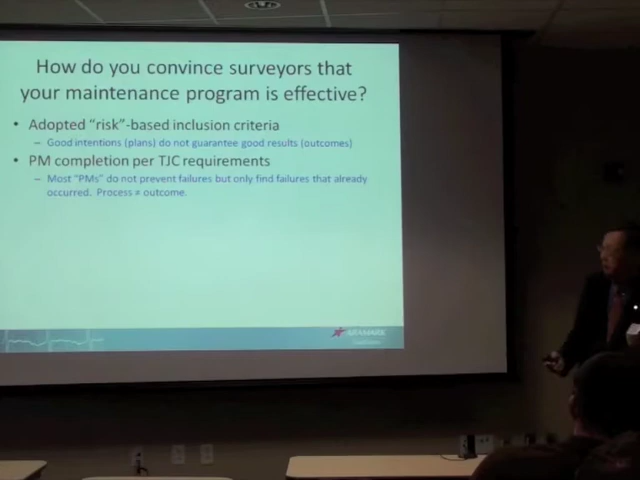 How do you convince surveyors that
your maintenance program is effective?
• Adopted “risk”-based inclusion criteria
– Good intentions (plans) do not guarantee good results (outcomes)
• PM completion per TJC requirements
– Most “PMs” do not prevent failures but only find failures that already
occurred. Process ≠ outcome.
ARAMARK